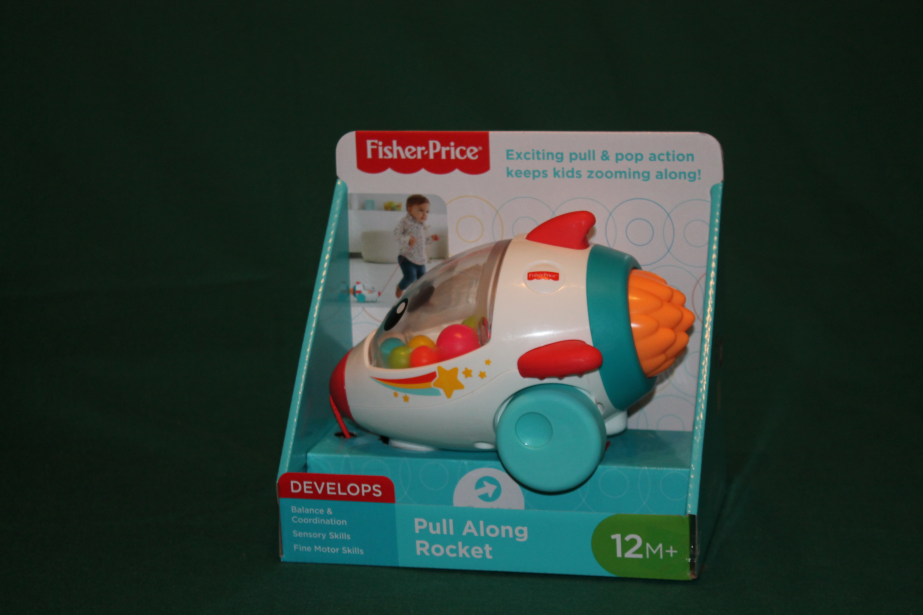 Fisher-Price®
Exciting pull & pop action
keeps kids zooming along!
Fisher-Price
DEVELOPS
Balance &
Coordination
Sensory Skills
Fine Motor Skills
Pull Along
Rocket
12M+